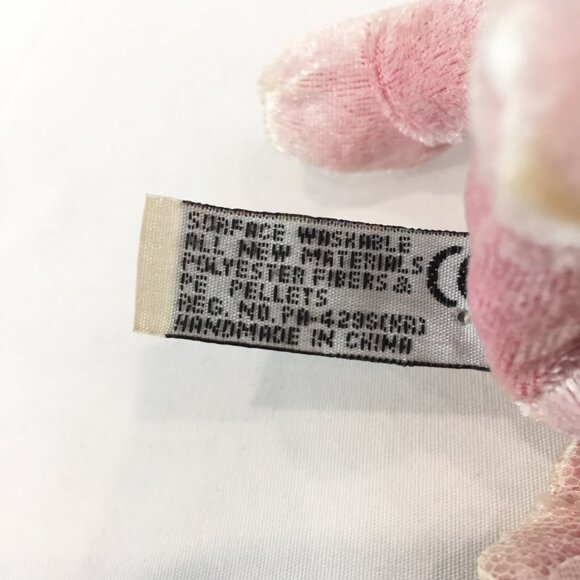 SURFACE WASHABLE
ALL NEW MATERIALS
POLYESTER FIBERS &
PE PELLETS
REG. NO. PA-4295(KR)
HANDMADE IN CHINA